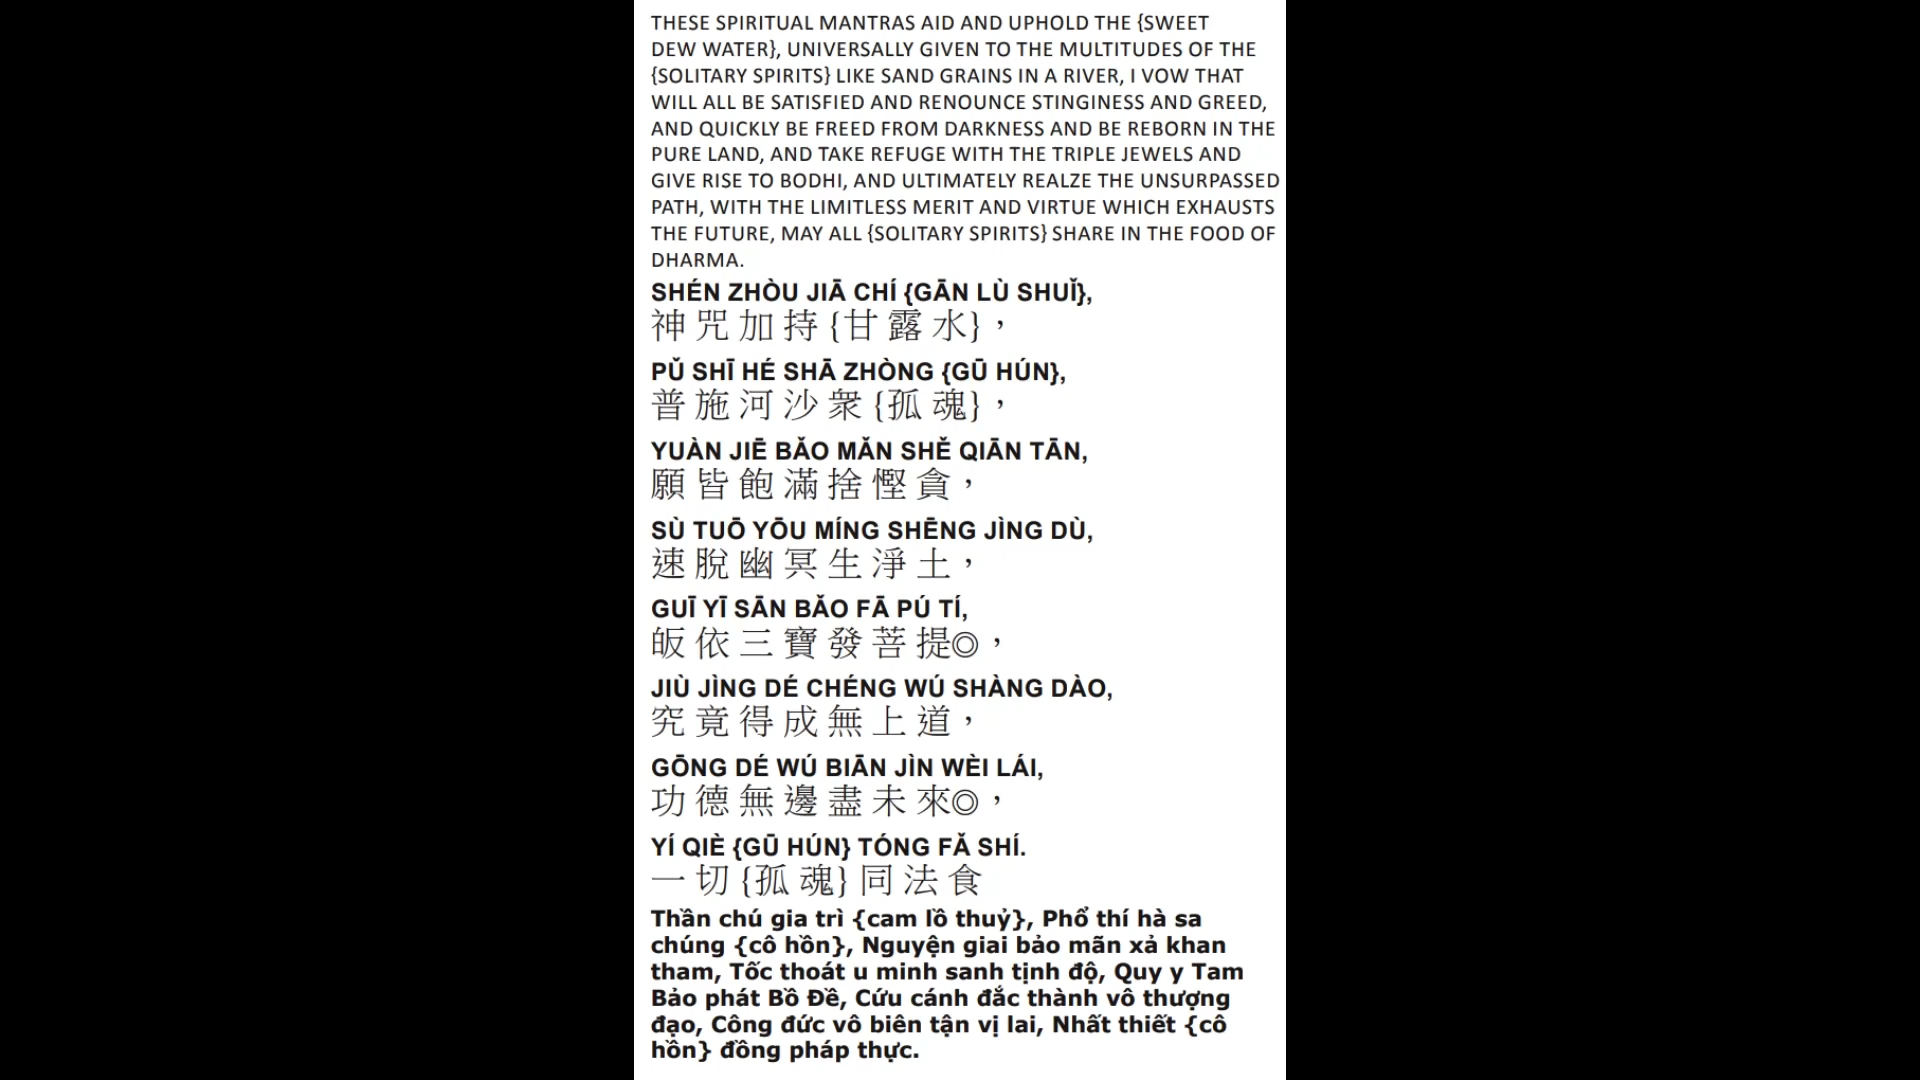 THESE SPIRITUAL MANTRAS AID AND UPHOLD THE {SWEET
DEW WATER}, UNIVERSALLY GIVEN TO THE MULTITUDES OF THE
{SOLITARY SPIRITS} LIKE SAND GRAINS IN A RIVER, I VOW THAT
WILL ALL BE SATISFIED AND RENOUNCE STINGINESS AND GREED,
AND QUICKLY BE FREED FROM DARKNESS AND BE REBORN IN THE
PURE LAND, AND TAKE REFUGE WITH THE TRIPLE JEWELS AND
GIVE RISE TO BODHI, AND ULTIMATELY REALZE THE UNSURPASSED
PATH, WITH THE LIMITLESS MERIT AND VIRTUE WHICH EXHAUSTS
THE FUTURE, MAY ALL {SOLITARY SPIRITS} SHARE IN THE FOOD OF
DHARMA.
SHÉN ZHÒU JIĀ CHÍ {GĀN LÙ SHUǏ},
神 咒 加 持 {甘 露 水}，
PǓ SHĪ HÉ SHĀ ZHÒNG {GŪ HÚN},
普 施 河 沙 衆 {孤 魂}，
YUÀN JIĒ BǍO MǍN SHĚ QIĀN TĀN,
願 皆 飽 滿 捨 慳 貪，
SÙ TUŌ YŌU MÍNG SHĒNG JÌNG DÙ,
速 脫 幽 冥 生 淨 土，
GUĪ YĪ SĀN BǍO FĀ PÚ TÍ,
皈 依 三 寶 發 菩 提◎，
JIÙ JÌNG DÉ CHÉNG WÚ SHÀNG DÀO,
究 竟 得 成 無 上 道，
GŌNG DÉ WÚ BIĀN JÌN WÈI LÁI,
功 德 無 邊 盡 未 來◎，
YÍ QIÈ {GŪ HÚN} TÓNG FǍ SHÍ.
一 切 {孤 魂} 同 法 食
Thần chú gia trì {cam lồ thuỷ}, Phổ thí hà sa
chúng {cô hồn}, Nguyện giai bảo mãn xả khan
tham, Tốc thoát u minh sanh tịnh độ, Quy y Tam
Bảo phát Bồ Đề, Cứu cánh đắc thành vô thượng
đạo, Công đức vô biên tận vị lai, Nhất thiết {cô
hồn} đồng pháp thực.